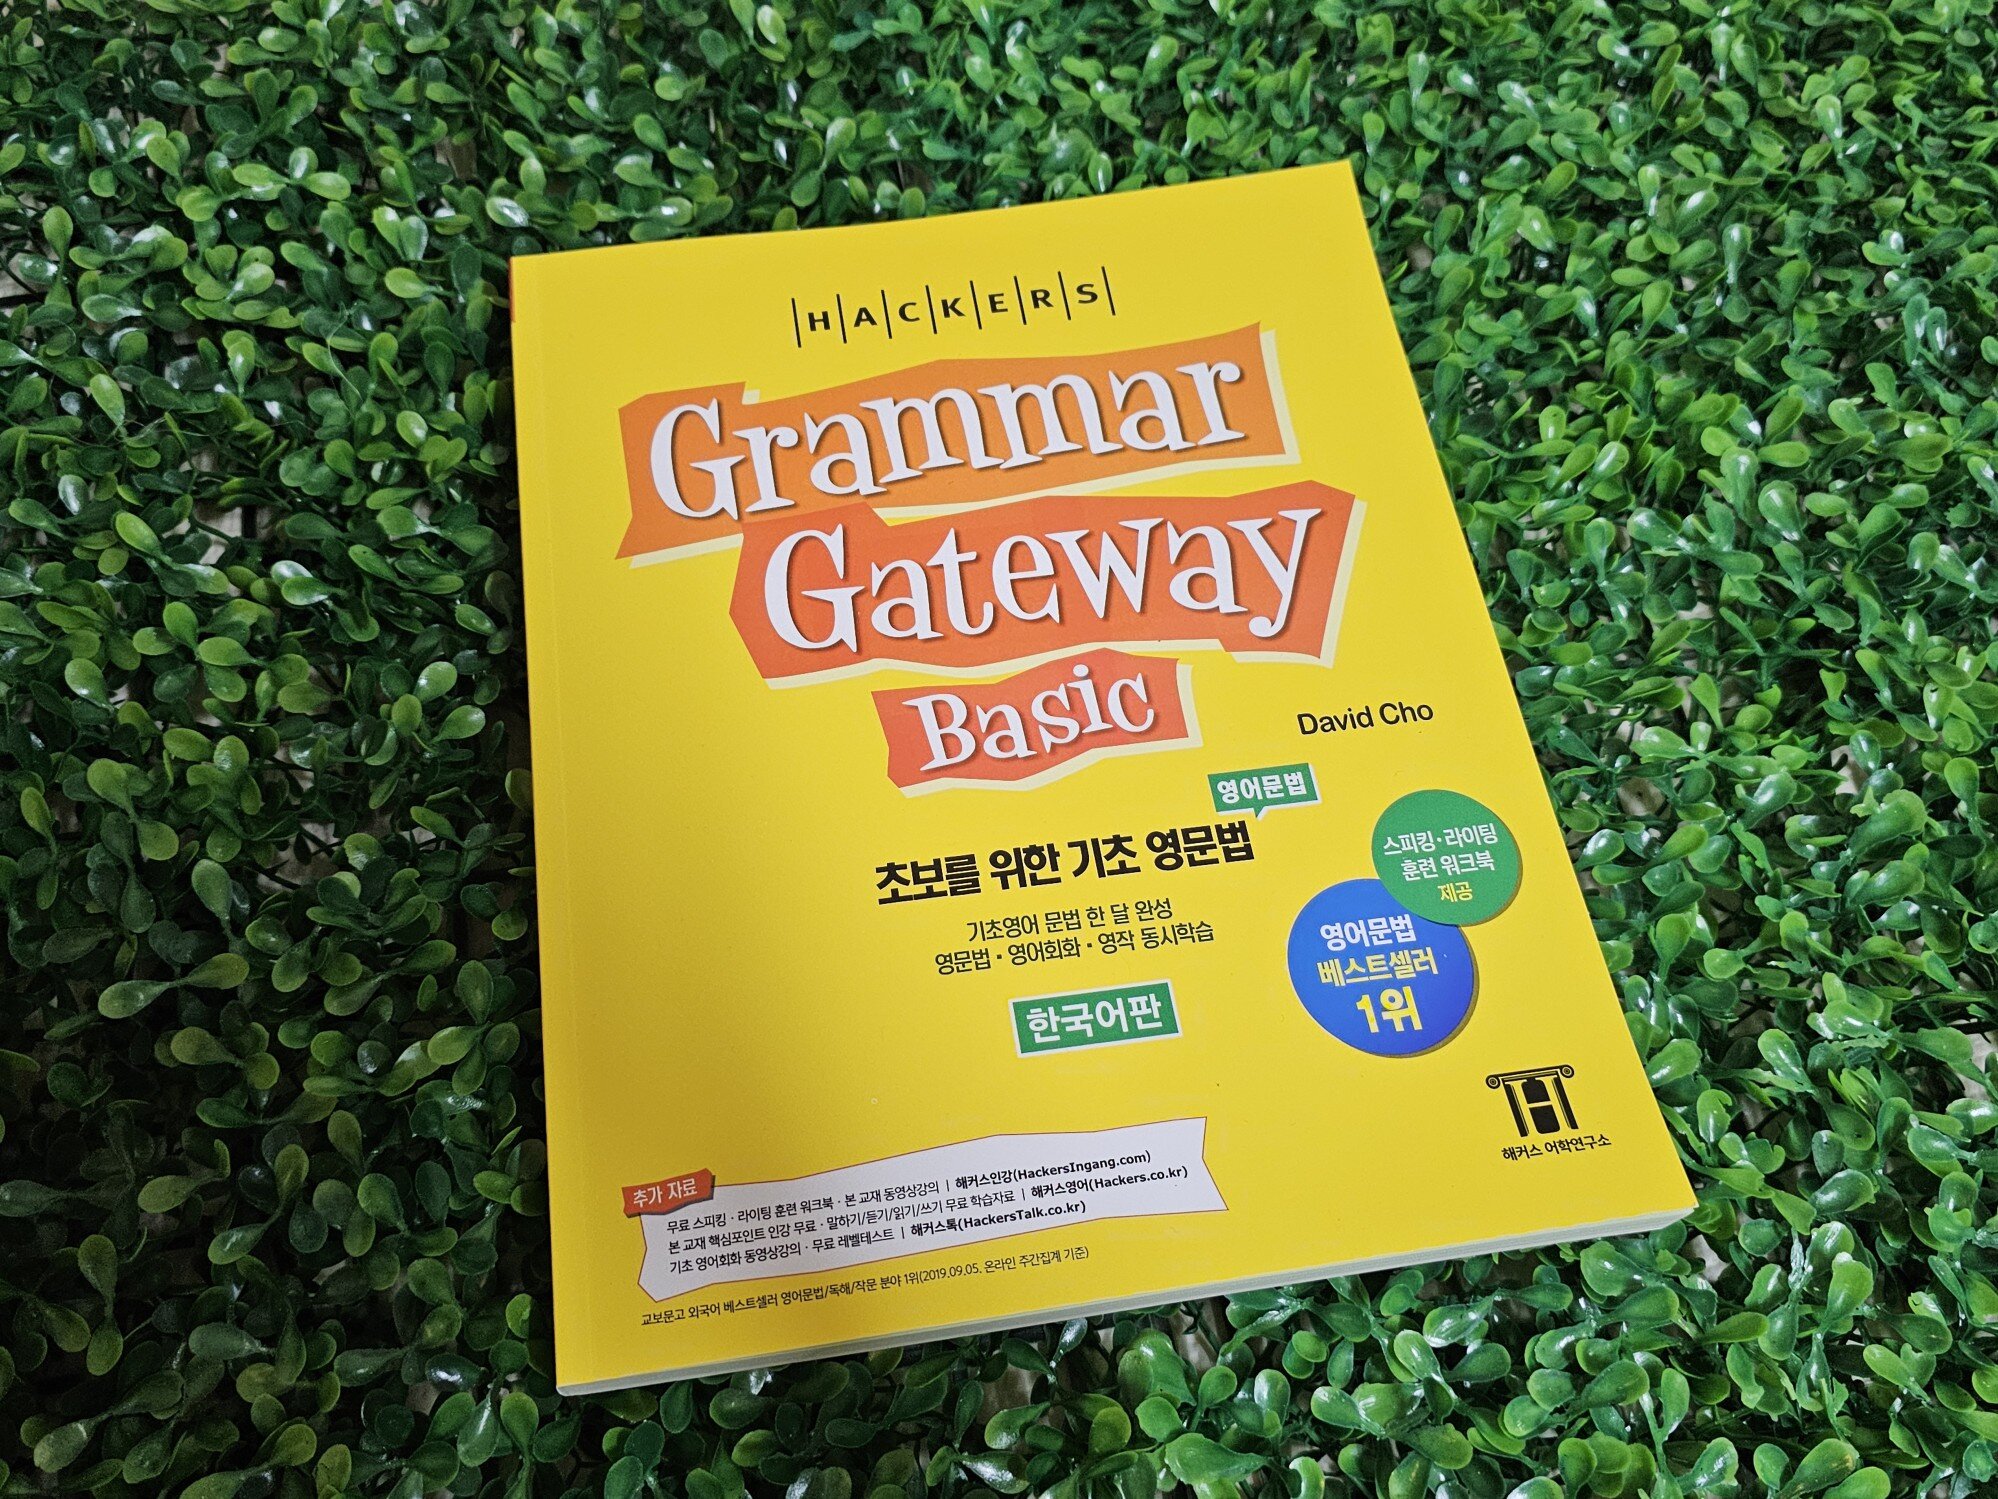 HACKERS
Grammar
Gateway
Basic
David Cho
영어문법
초보를 위한 기초 영문법
기초영어 문법 한 달 완성
영문법 · 영어회화 · 영작 동시학습
한국어판
스피킹·라이팅
훈련 워크북
제공
영어문법
베스트셀러
1위
해커스 어학연구소
추가 자료
무료 스피킹 · 라이팅 훈련 워크북 · 본 교재 동영상강의 | 해커스인강(HackersIngang.com)
본 교재 핵심포인트 인강 무료 · 말하기/듣기/읽기/쓰기 무료 학습자료 | 해커스영어(Hackers.co.kr)
기초 영어회화 동영상강의 · 무료 레벨테스트 | 해커스톡(HackersTalk.co.kr)
교보문고 외국어 베스트셀러 영어문법/독해/작문 분야 1위(2019.09.05. 온라인 주간집계 기준)